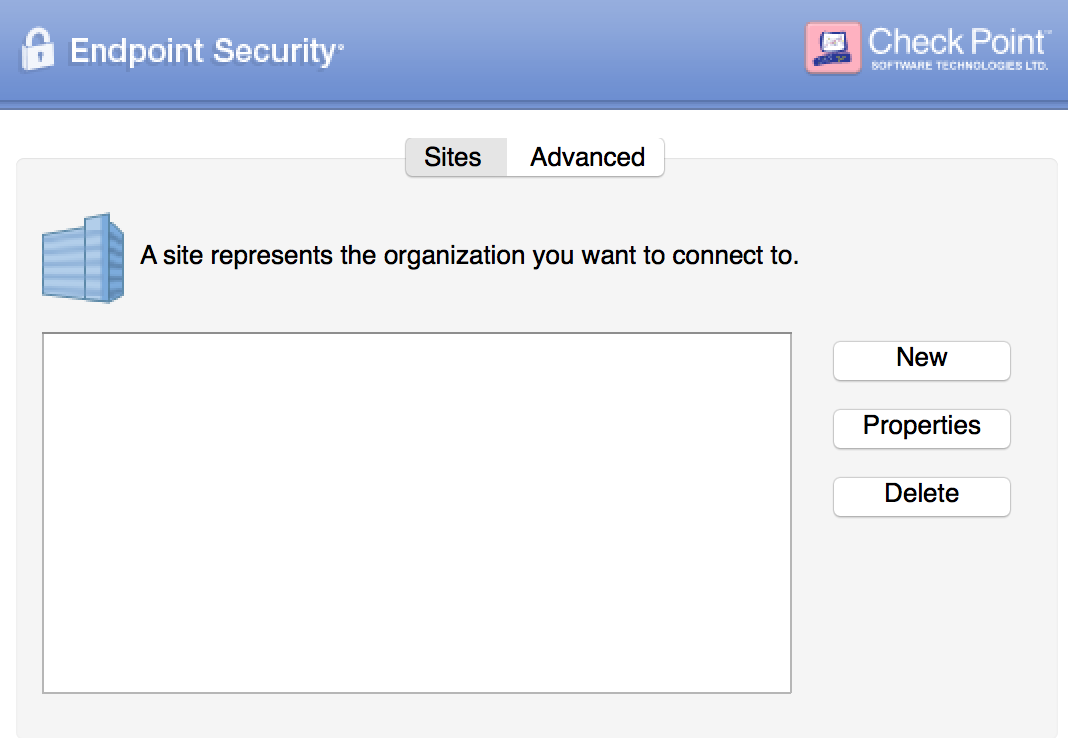 Endpoint Security®
Check Point™
SOFTWARE TECHNOLOGIES LTD.
Sites
Advanced
A site represents the organization you want to connect to.
New
Properties
Delete